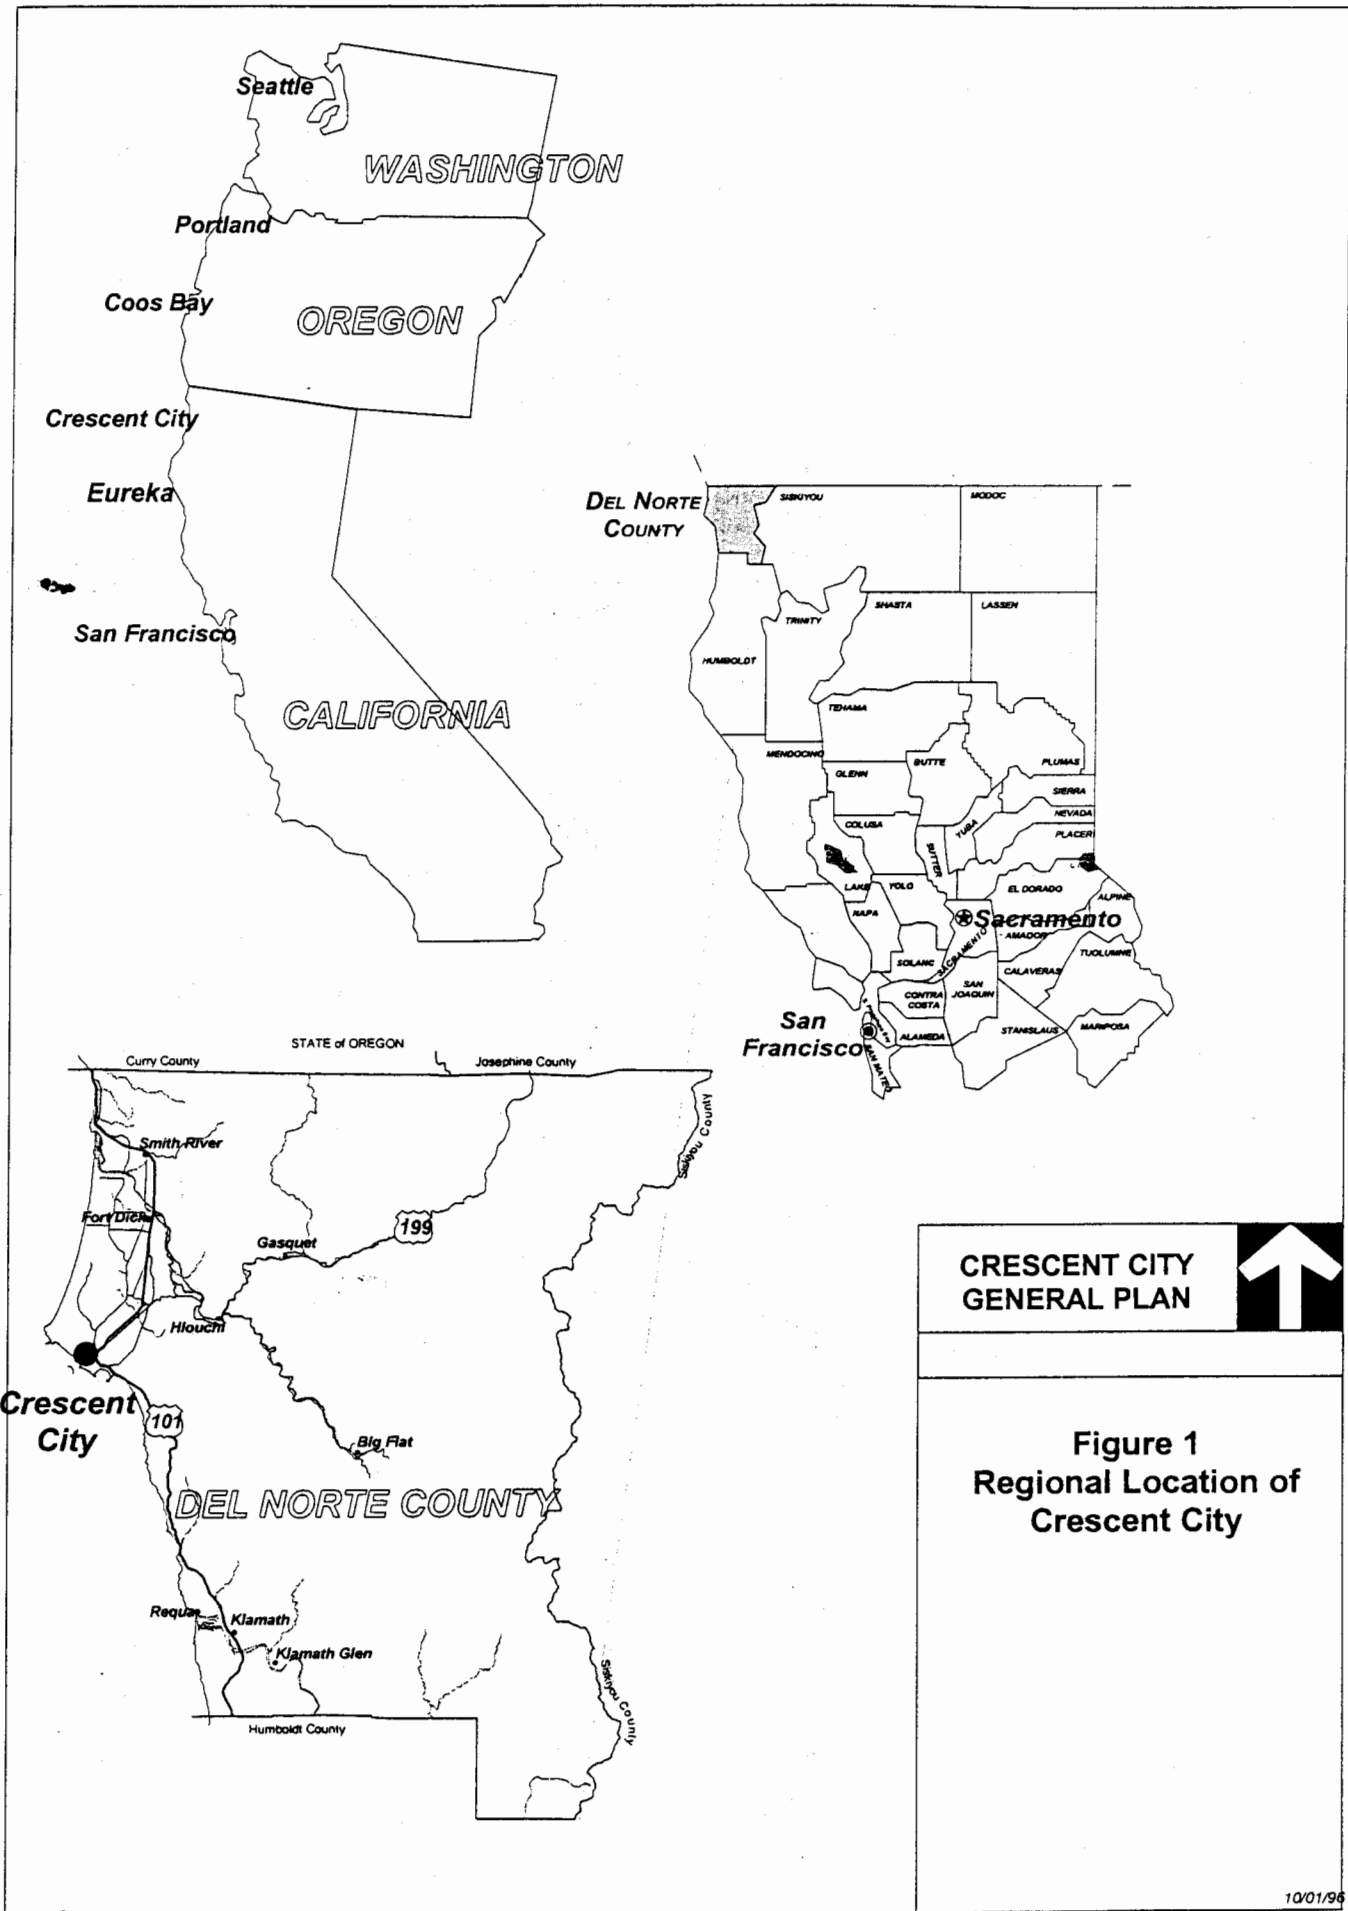 Seattle
WASHINGTON
Portland
Coos Bay
OREGON
Crescent City
Eureka
San Francisco
CALIFORNIA
DEL NORTE
COUNTY
SISKIYOU
MODOC
SHASTA
LASSEN
TRINITY
HUMBOLDT
TEHAMA
MENDOCINO
GLENN
BUTTE
PLUMAS
SIERRA
NEVADA
PLACER
COLUSA
YUBA
SUTTER
LAKE
YOLO
EL DORADO
ALPINE
NAPA
Sacramento
AMADOR
SACRAMENTO
SOLANO
TUOLUMNE
CALAVERAS
SAN
JOAQUIN
CONTRA
COSTA
San
Francisco
ALAMEDA
STANISLAUS
MARIPOSA
SAN MATEO
STATE of OREGON
Curry County
Josephine County
Siskiyou County
Smith River
Fort Dick
199
Gasquet
Hiouchi
Crescent
City
101
Big Flat
DEL NORTE COUNTY
Requa
Klamath
Klamath Glen
Siskiyou County
Humboldt County
CRESCENT CITY
GENERAL PLAN
Figure 1
Regional Location of
Crescent City
10/01/96